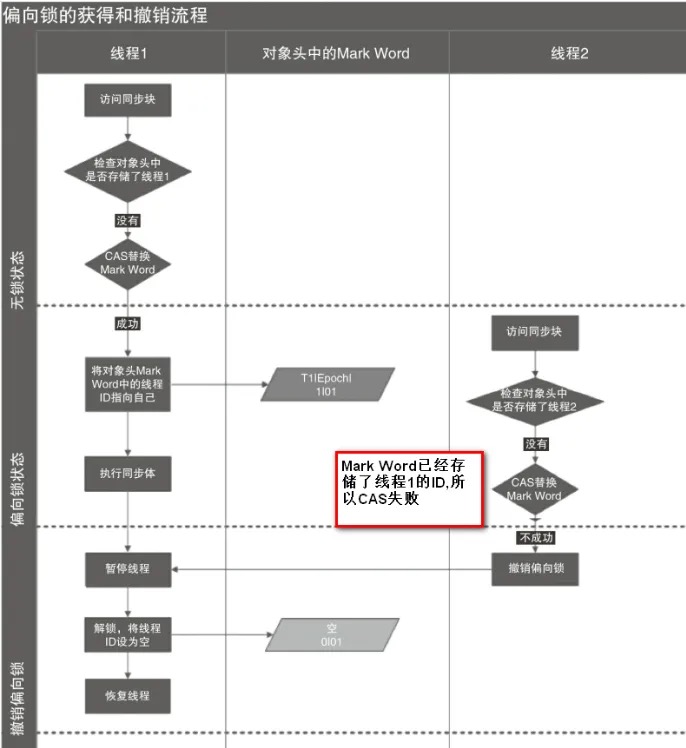 偏向锁的获得和撤销流程
线程1
对象头中的Mark Word
线程2
无锁状态
访问同步块
检查对象头中
是否存储了线程1
没有
CAS替换
Mark Word
偏向锁状态
成功
将对象头Mark
Word中的线程
ID指向自己
T1|Epoch|
1|01
执行同步体
访问同步块
检查对象头中
是否存储了线程2
没有
CAS替换
Mark Word
Mark Word已经存
储了线程1的ID,所
以CAS失败
撤销偏向锁
不成功
撤销偏向锁
暂停线程
解锁，将线程
ID设为空
空
0|01
恢复线程